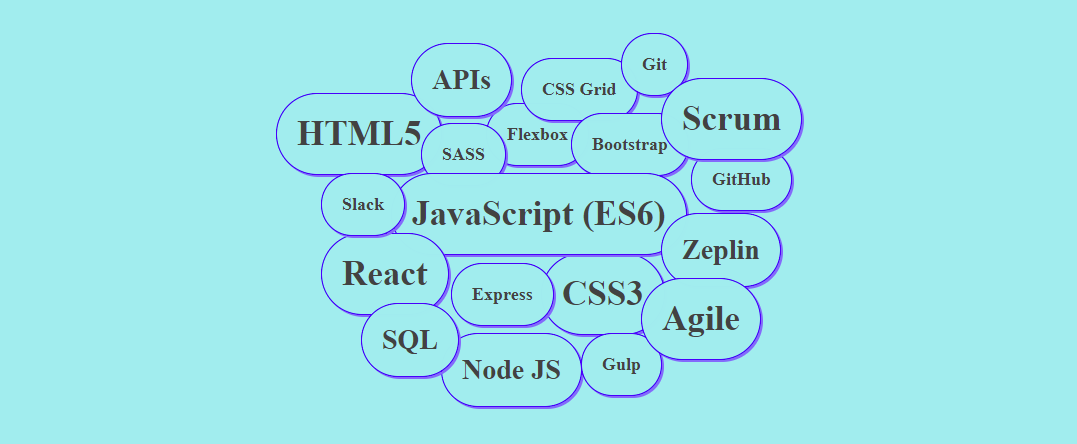 Git
APIs
CSS Grid
Scrum
HTML5
Flexbox
Bootstrap
SASS
GitHub
Slack
JavaScript (ES6)
Zeplin
React
Express
CSS3
Agile
SQL
Node JS
Gulp